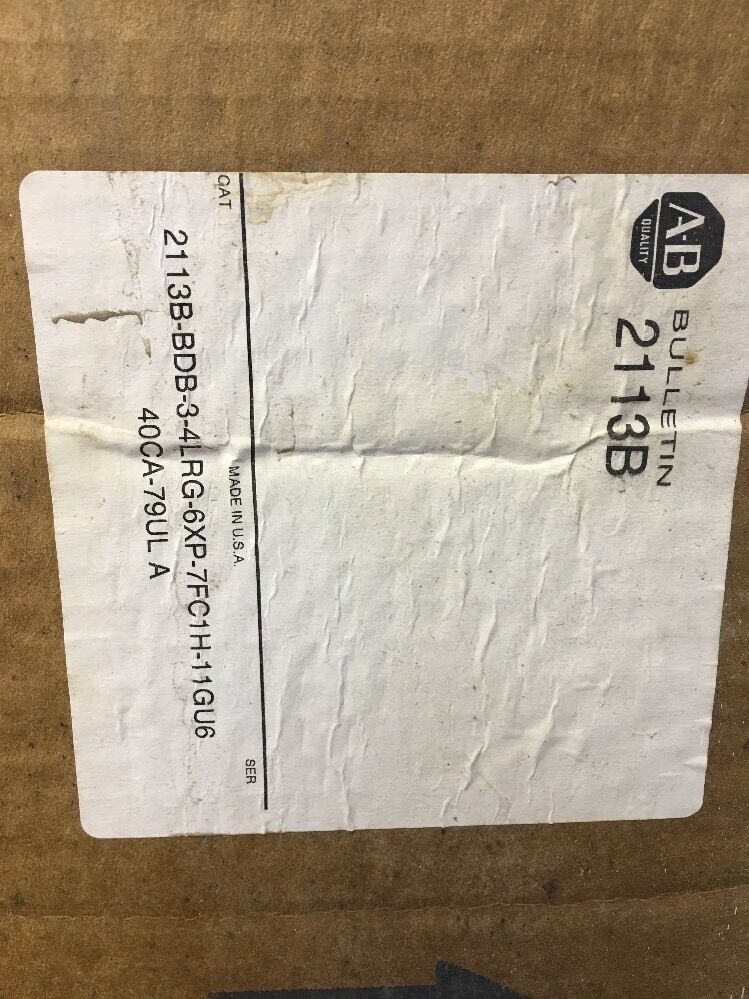 A-B
QUALITY
BULLETIN
2113B
CAT
MADE IN U.S.A.
SER
2113B-BDB-3-4LRG-6XP-7FC1H-11GU6
40CA-79UL A